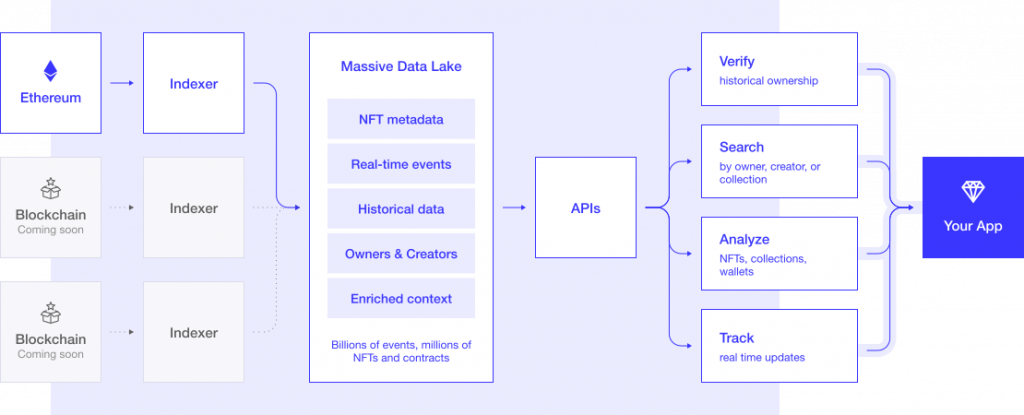 Ethereum
Indexer
Blockchain
Coming soon
Indexer
Blockchain
Coming soon
Indexer
Massive Data Lake
NFT metadata
Real-time events
Historical data
Owners & Creators
Enriched context
Billions of events, millions of
NFTs and contracts
APIs
Verify
historical ownership
Search
by owner, creator, or
collection
Analyze
NFTs, collections,
wallets
Track
real time updates
Your App